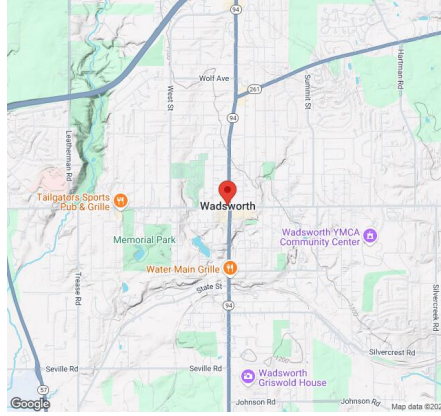 94
Wolf Ave
Hartman Rd
261
West St
Summit St
94
Leatherman Rd
Tailgators Sports
Pub & Grille
Wadsworth
Wadsworth YMCA
Community Center
Memorial Park
Water Main Grille
Trease Rd
State St
94
Silvercreek Rd
Silvercrest Rd
Seville Rd
Seville Rd
57
Wadsworth
Griswold House
Johnson Rd
Johnson Rd
Google
Map data ©202